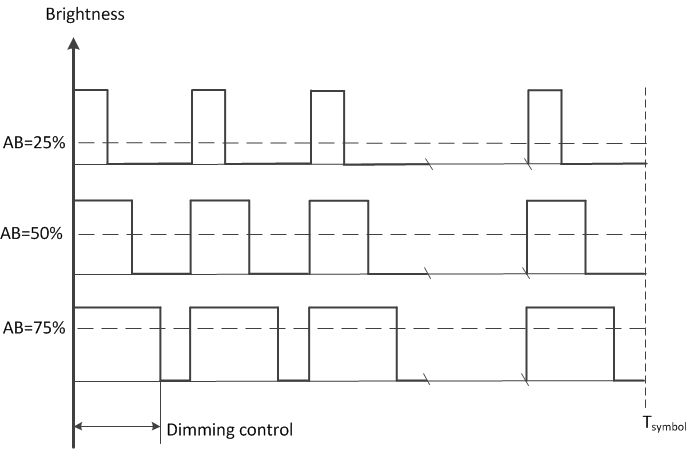 Brightness
AB=25%
AB=50%
AB=75%
Dimming control
Tsymbol